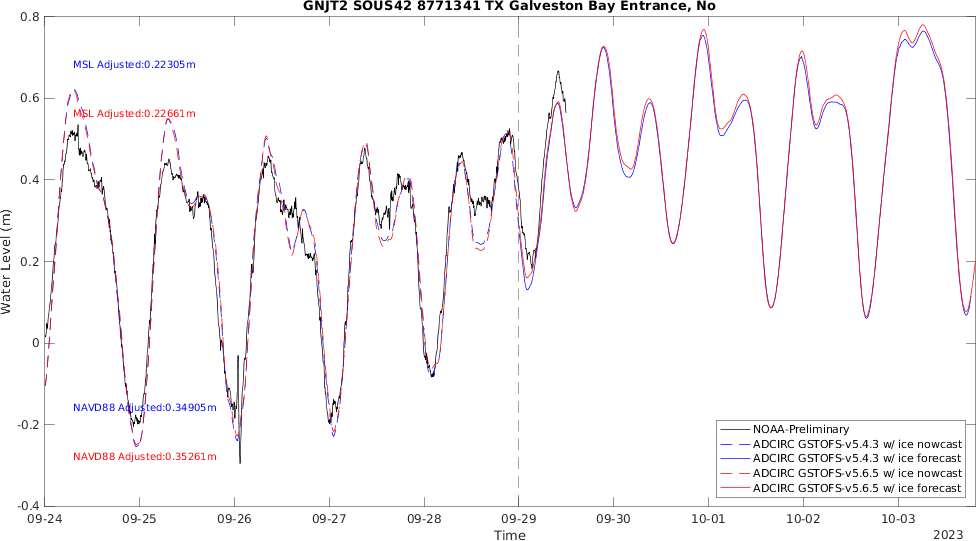 GNJT2 SOUS42 8771341 TX Galveston Bay Entrance, No
Water Level (m)
0.8
0.6
0.4
0.2
0
-0.2
-0.4
MSL Adjusted:0.22305m
MSL Adjusted:0.22661m
NAVD88 Adjusted:0.34905m
NAVD88 Adjusted:0.35261m
NOAA-Preliminary
ADCIRC GSTOFS-v5.4.3 w/ ice nowcast
ADCIRC GSTOFS-v5.4.3 w/ ice forecast
ADCIRC GSTOFS-v5.6.5 w/ ice nowcast
ADCIRC GSTOFS-v5.6.5 w/ ice forecast
09-24 09-25 09-26 09-27 09-28 09-29 09-30 10-01 10-02 10-03
Time
2023